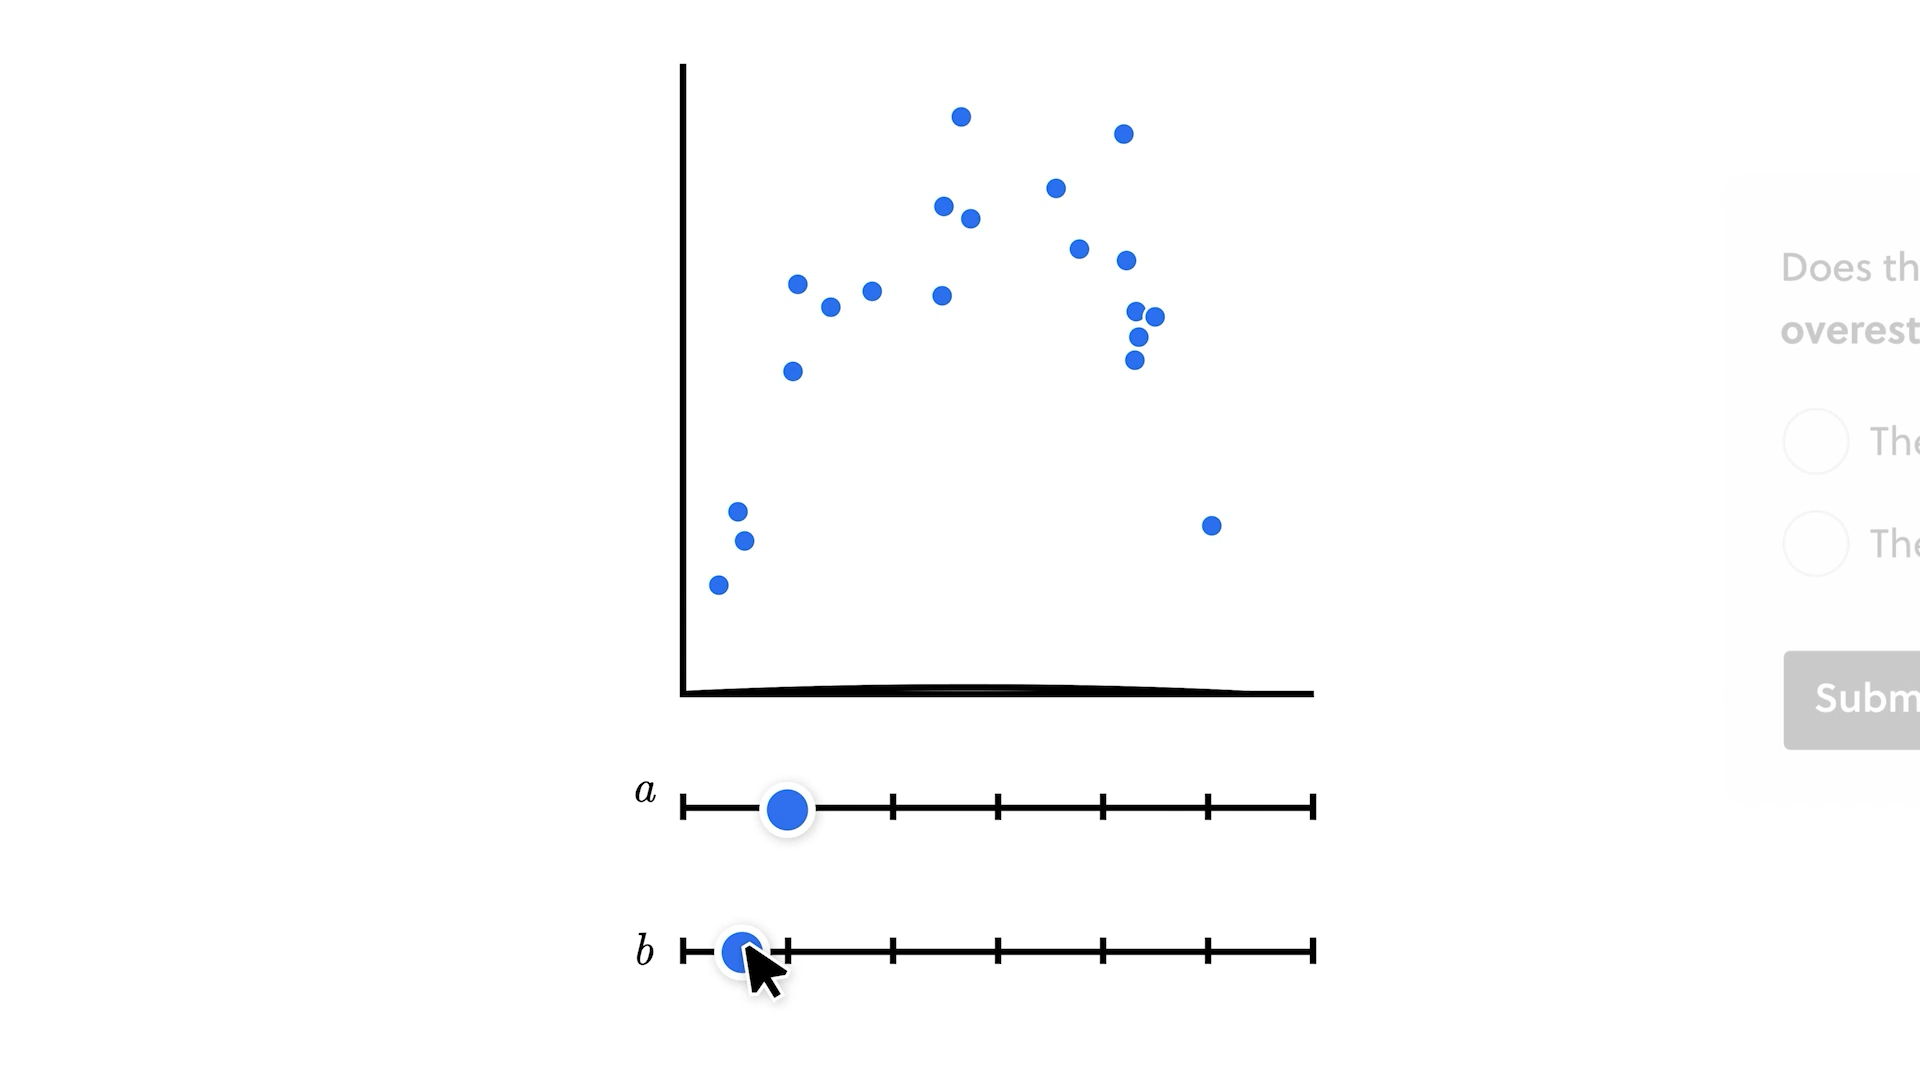 Does th
overest
The
The
Subm
a
b